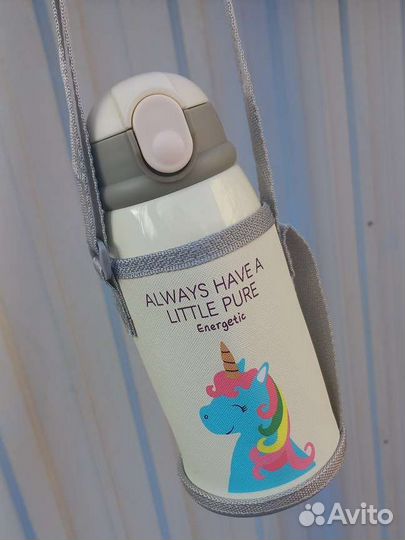 ALWAYS HAVE A
LITTLE PURE
Energetic
Avito